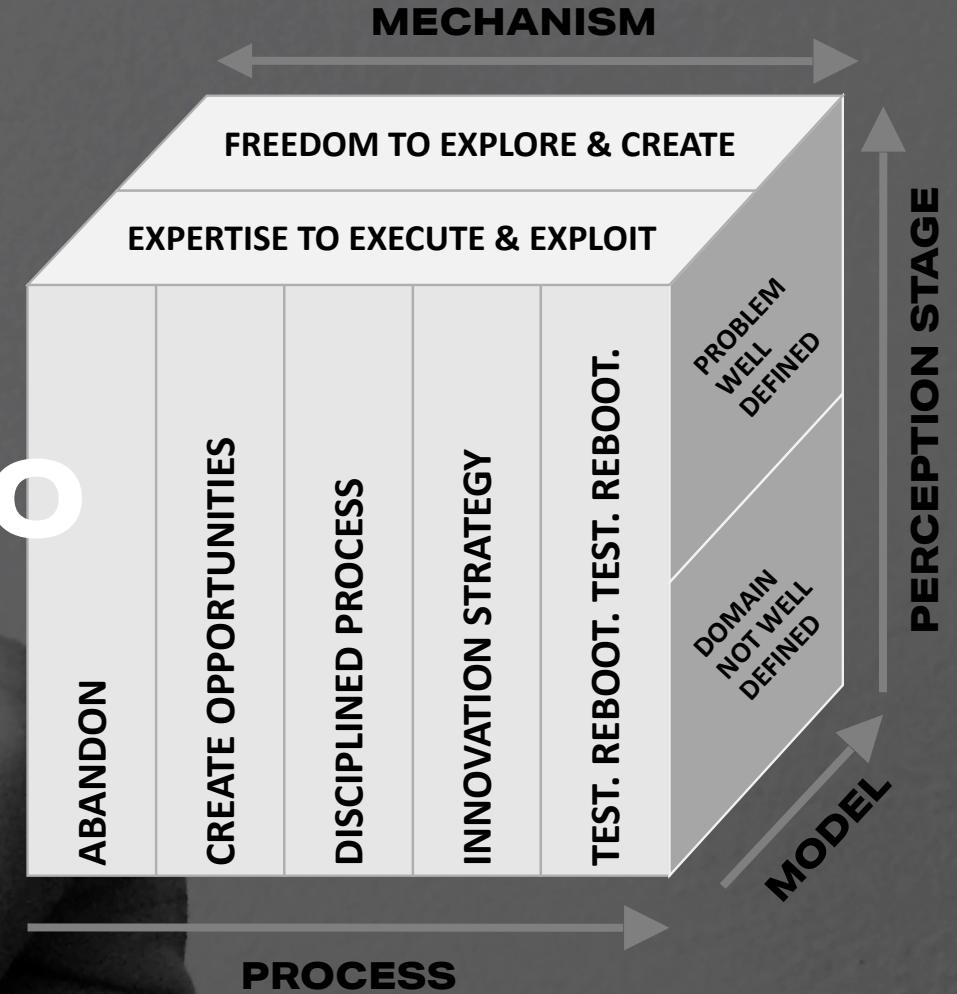 MECHANISM
FREEDOM TO EXPLORE & CREATE
EXPERTISE TO EXECUTE & EXPLOIT
ABANDON
CREATE OPPORTUNITIES
DISCIPLINED PROCESS
INNOVATION STRATEGY
TEST. REBOOT. TEST. REBOOT.
PROBLEM
WELL
DEFINED
DOMAIN
NOT WELL
DEFINED
PERCEPTION STAGE
MODEL
PROCESS
O